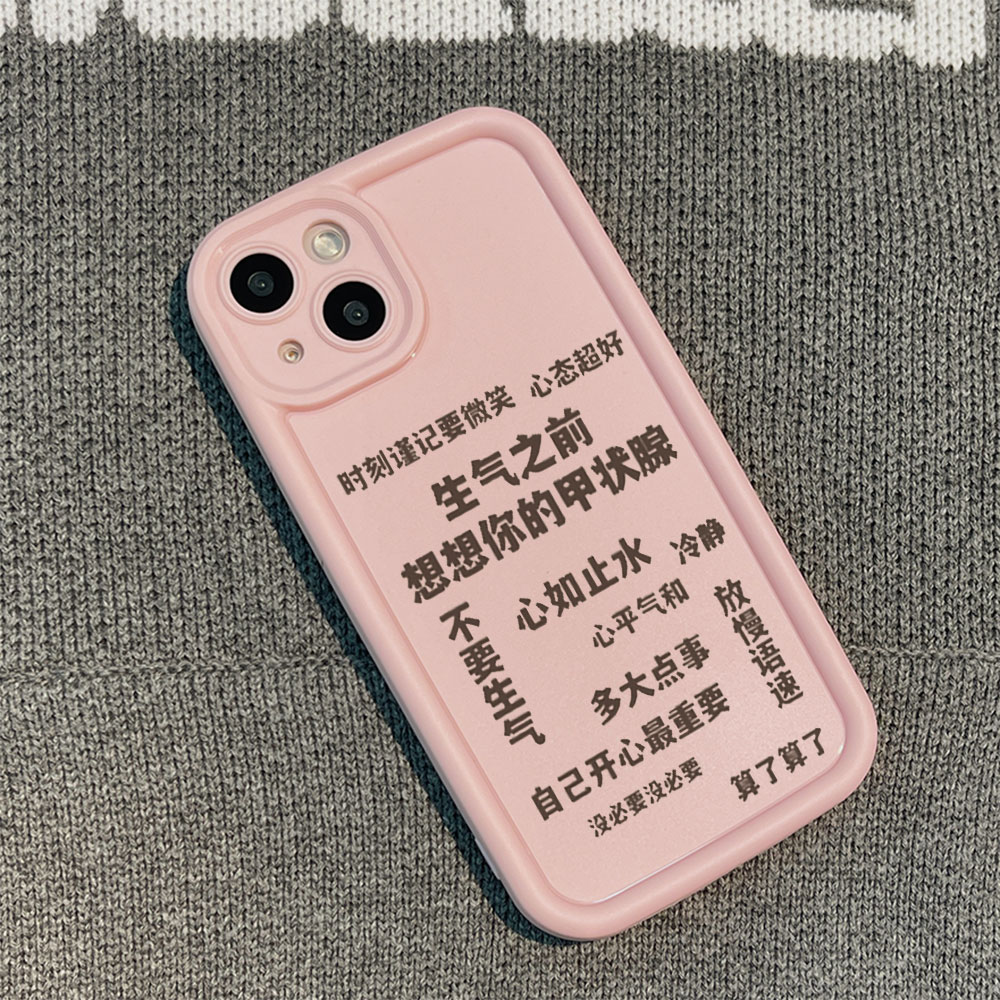 时刻谨记要微笑 心态超好
生气之前
想想你的甲状腺
心如止水 冷静
心平气和
不要生气
放慢语速
多大点事
自己开心最重要
没必要没必要
算了算了